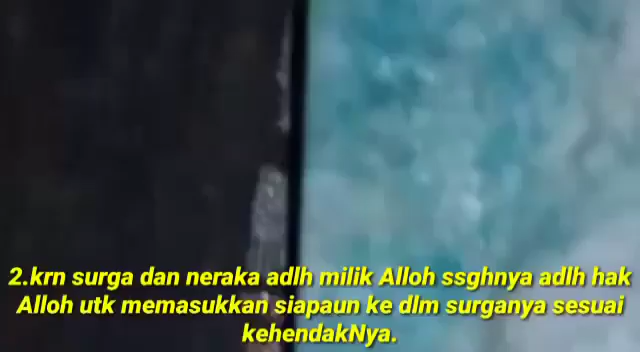 2.krn surga dan neraka adlh milik Alloh ssghnya adlh hak
Alloh utk memasukkan siapaun ke dlm surganya sesuai
kehendakNya.